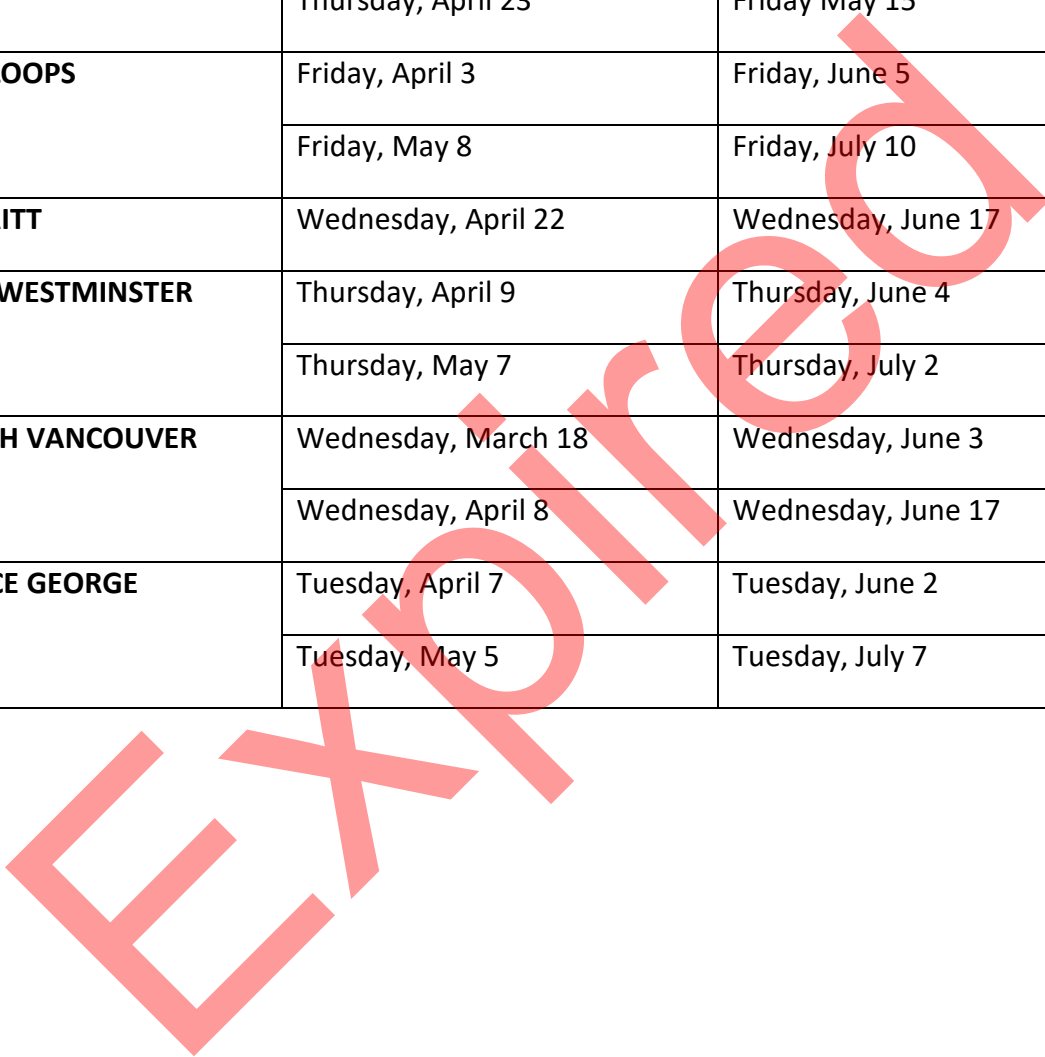 Thursday, April 23 Friday May 15
OOPS Friday, April 3 Friday, June 5
Friday, May 8 Friday, July 10
ITT Wednesday, April 22 Wednesday, June 17
WESTMINSTER Thursday, April 9 Thursday, June 4
Thursday, May 7 Thursday, July 2
H VANCOUVER Wednesday, March 18 Wednesday, June 3
Wednesday, April 8 Wednesday, June 17
CE GEORGE Tuesday, April 7 Tuesday, June 2
Tuesday, May 5 Tuesday, July 7
Expired